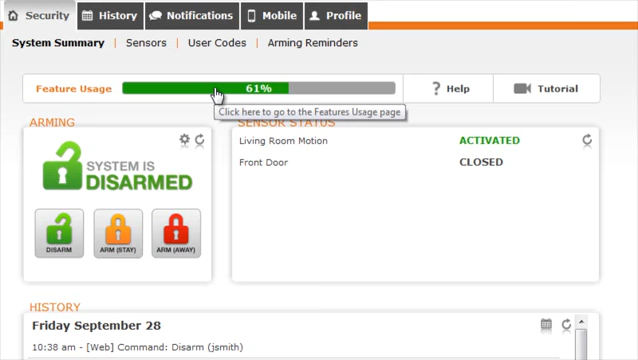 Security History Notifications Mobile Profile
System Summary | Sensors | User Codes | Arming Reminders
Feature Usage 61% ? Help Tutorial
Click here to go to the Features Usage page
ARMING SENSOR STATUS
Living Room Motion ACTIVATED
Front Door CLOSED
SYSTEM IS
DISARMED
DISARM ARM (STAY) ARM (AWAY)
HISTORY
Friday September 28
10:38 am - [Web] Command: Disarm (jsmith)